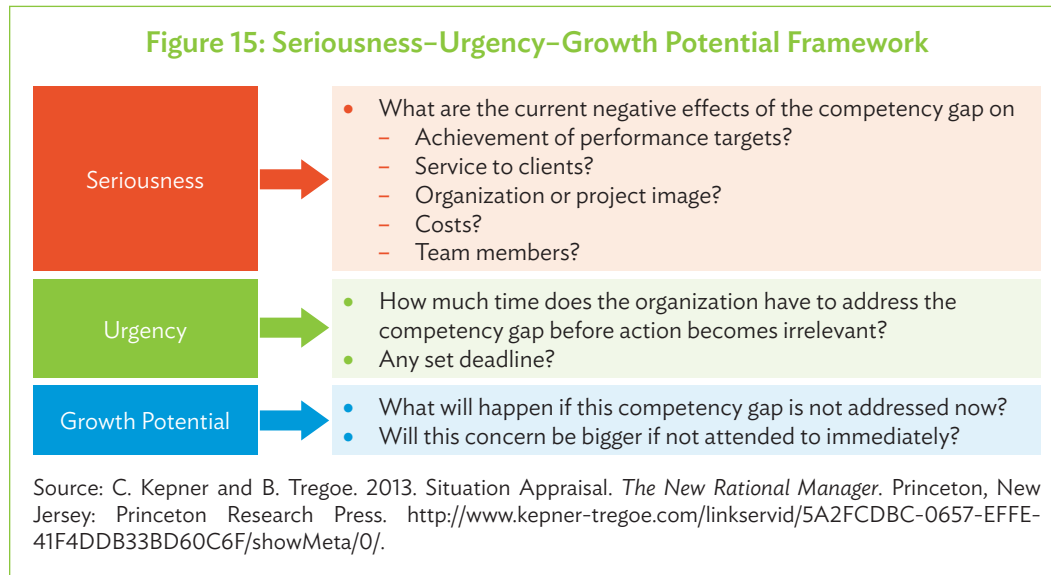 Figure 15: Seriousness–Urgency–Growth Potential Framework
Seriousness
• What are the current negative effects of the competency gap on
– Achievement of performance targets?
– Service to clients?
– Organization or project image?
– Costs?
– Team members?
Urgency
• How much time does the organization have to address the
competency gap before action becomes irrelevant?
• Any set deadline?
Growth Potential
• What will happen if this competency gap is not addressed now?
• Will this concern be bigger if not attended to immediately?
Source: C. Kepner and B. Tregoe. 2013. Situation Appraisal. The New Rational Manager. Princeton, New
Jersey: Princeton Research Press. http://www.kepner-tregoe.com/linkservid/5A2FCDBC-0657-EFFE-
41F4DDB33BD60C6F/showMeta/0/.